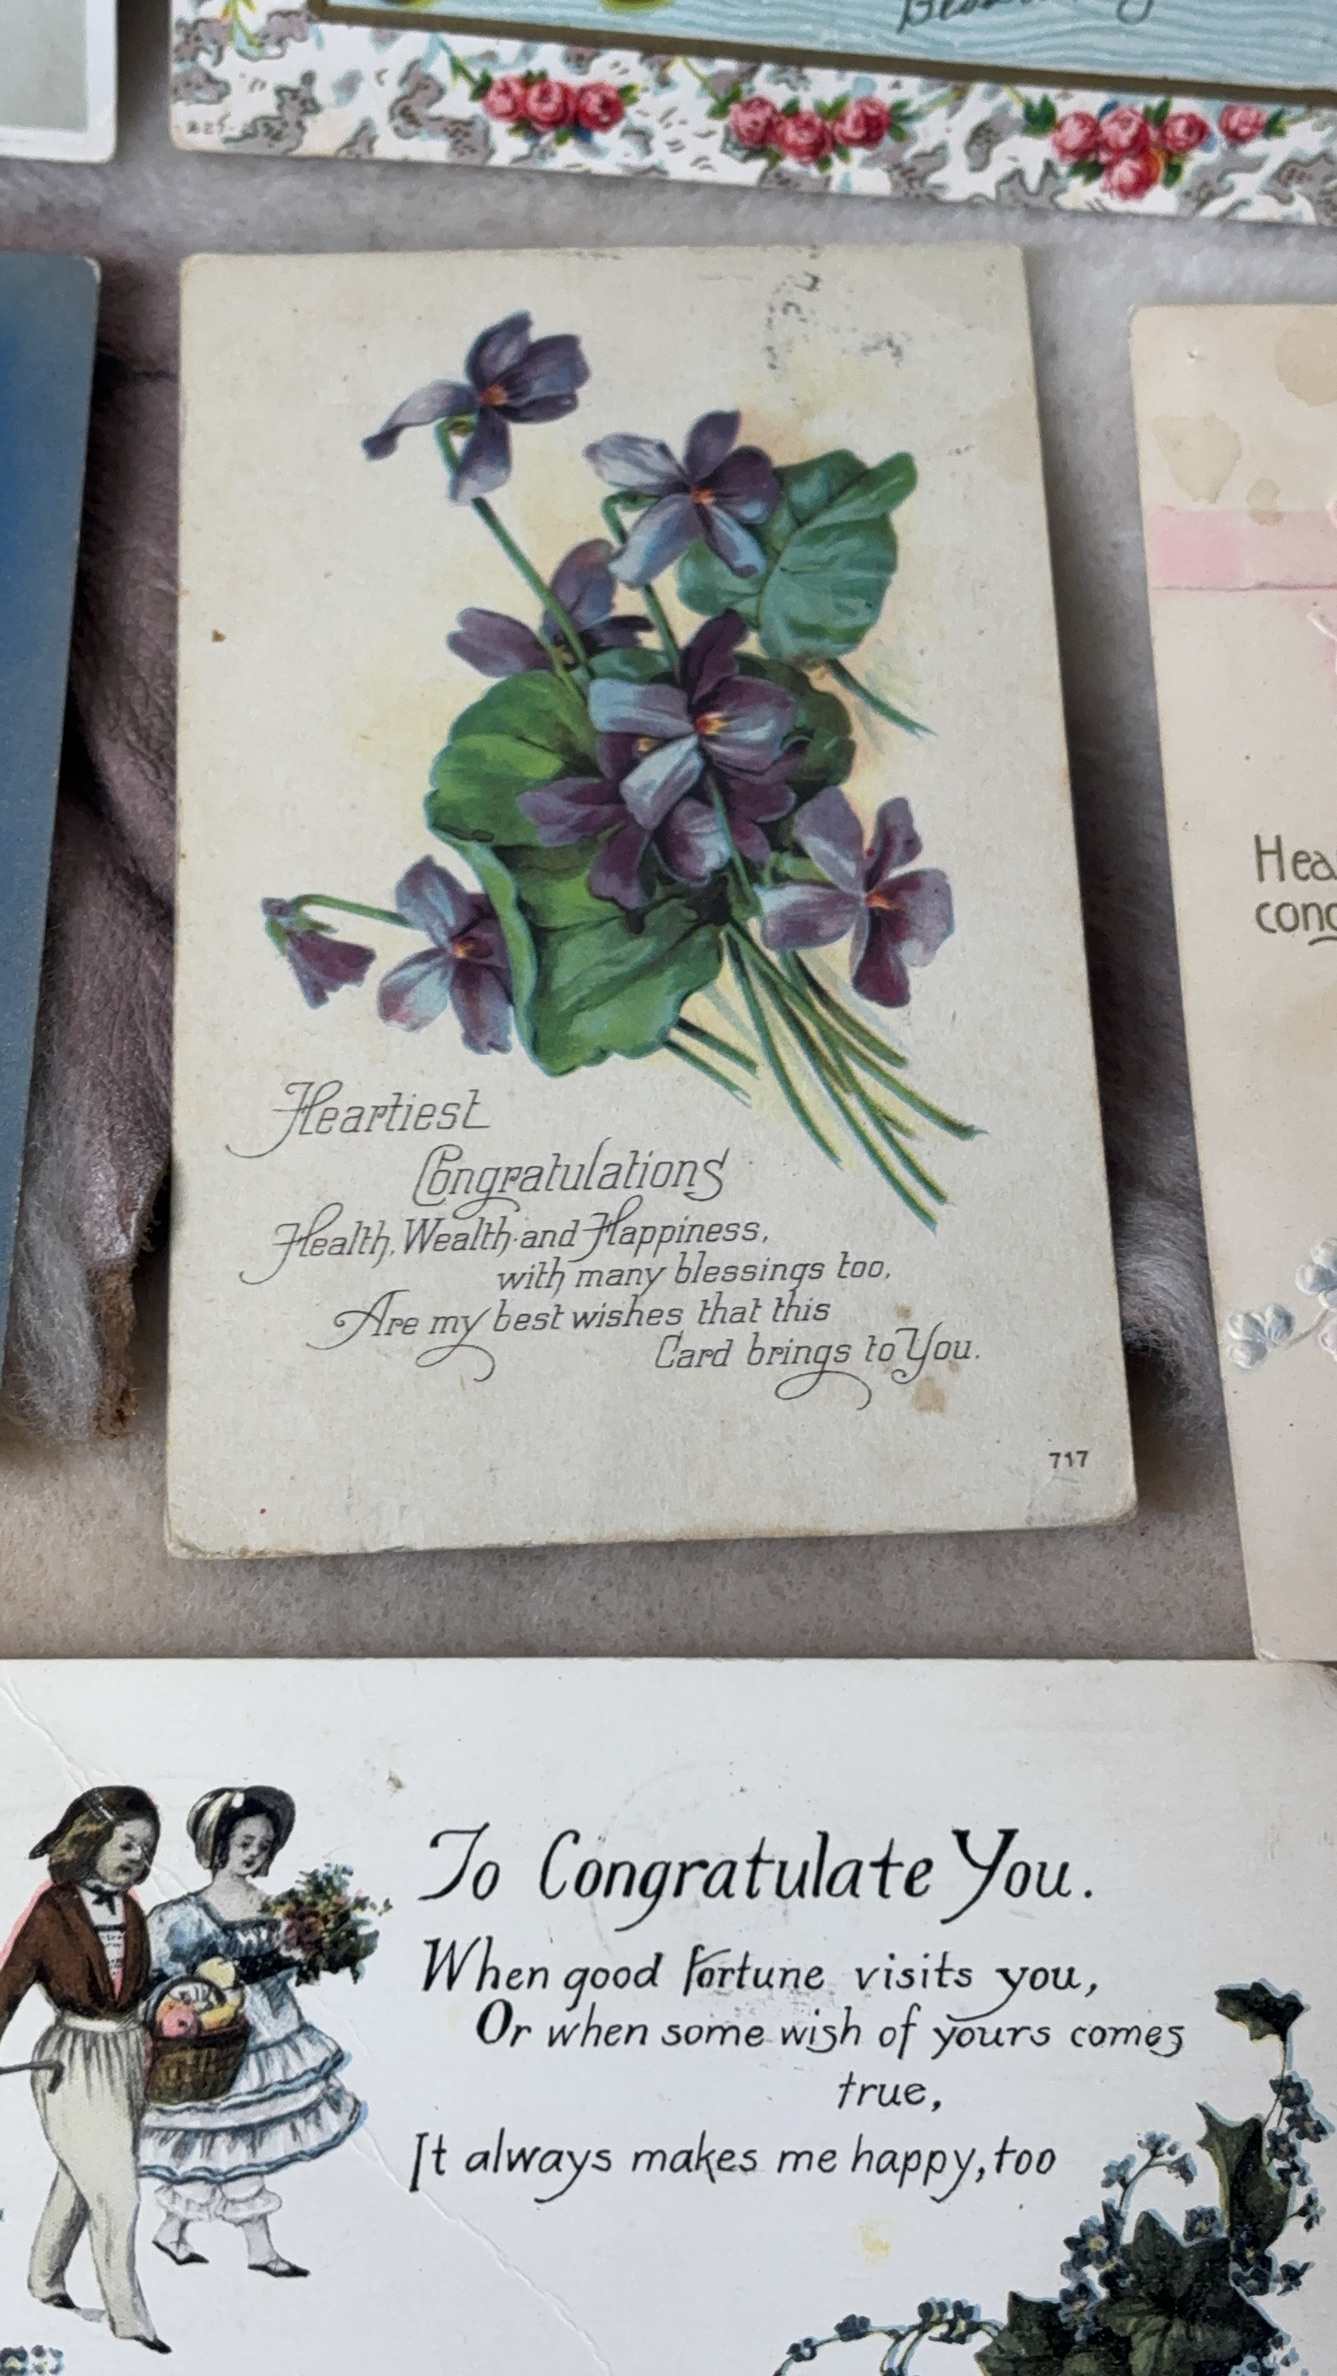 Heartiest
Congratulations
Health, Wealth and Happiness,
with many blessings too,
Are my best wishes that this
Card brings to You.
717
Hea
cong
To Congratulate You.
When good fortune visits you,
Or when some wish of yours comes
true,
It always makes me happy, too